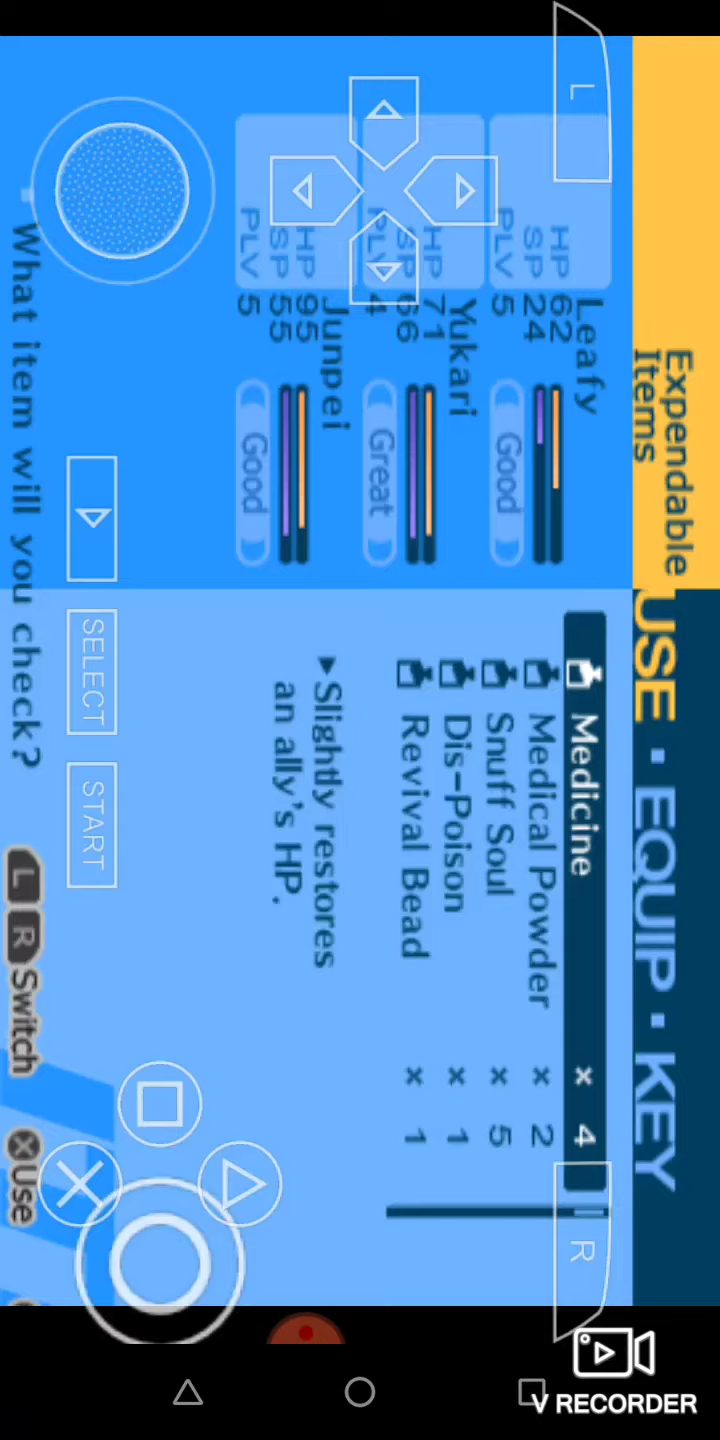 Expendable
Items
USE · EQUIP · KEY
Leafy
HP 62
SP 24
PLV 5
Good
Yukari
HP 71
SP 66
PLV 4
Great
Junpei
HP 95
SP 55
PLV 5
Good
Medicine × 4
Medical Powder × 2
Snuff Soul × 5
Dis-Poison × 1
Revival Bead × 1
Slightly restores
an ally's HP.
What item will you check?
L R Switch
Use
L
R
SELECT
START
V RECORDER